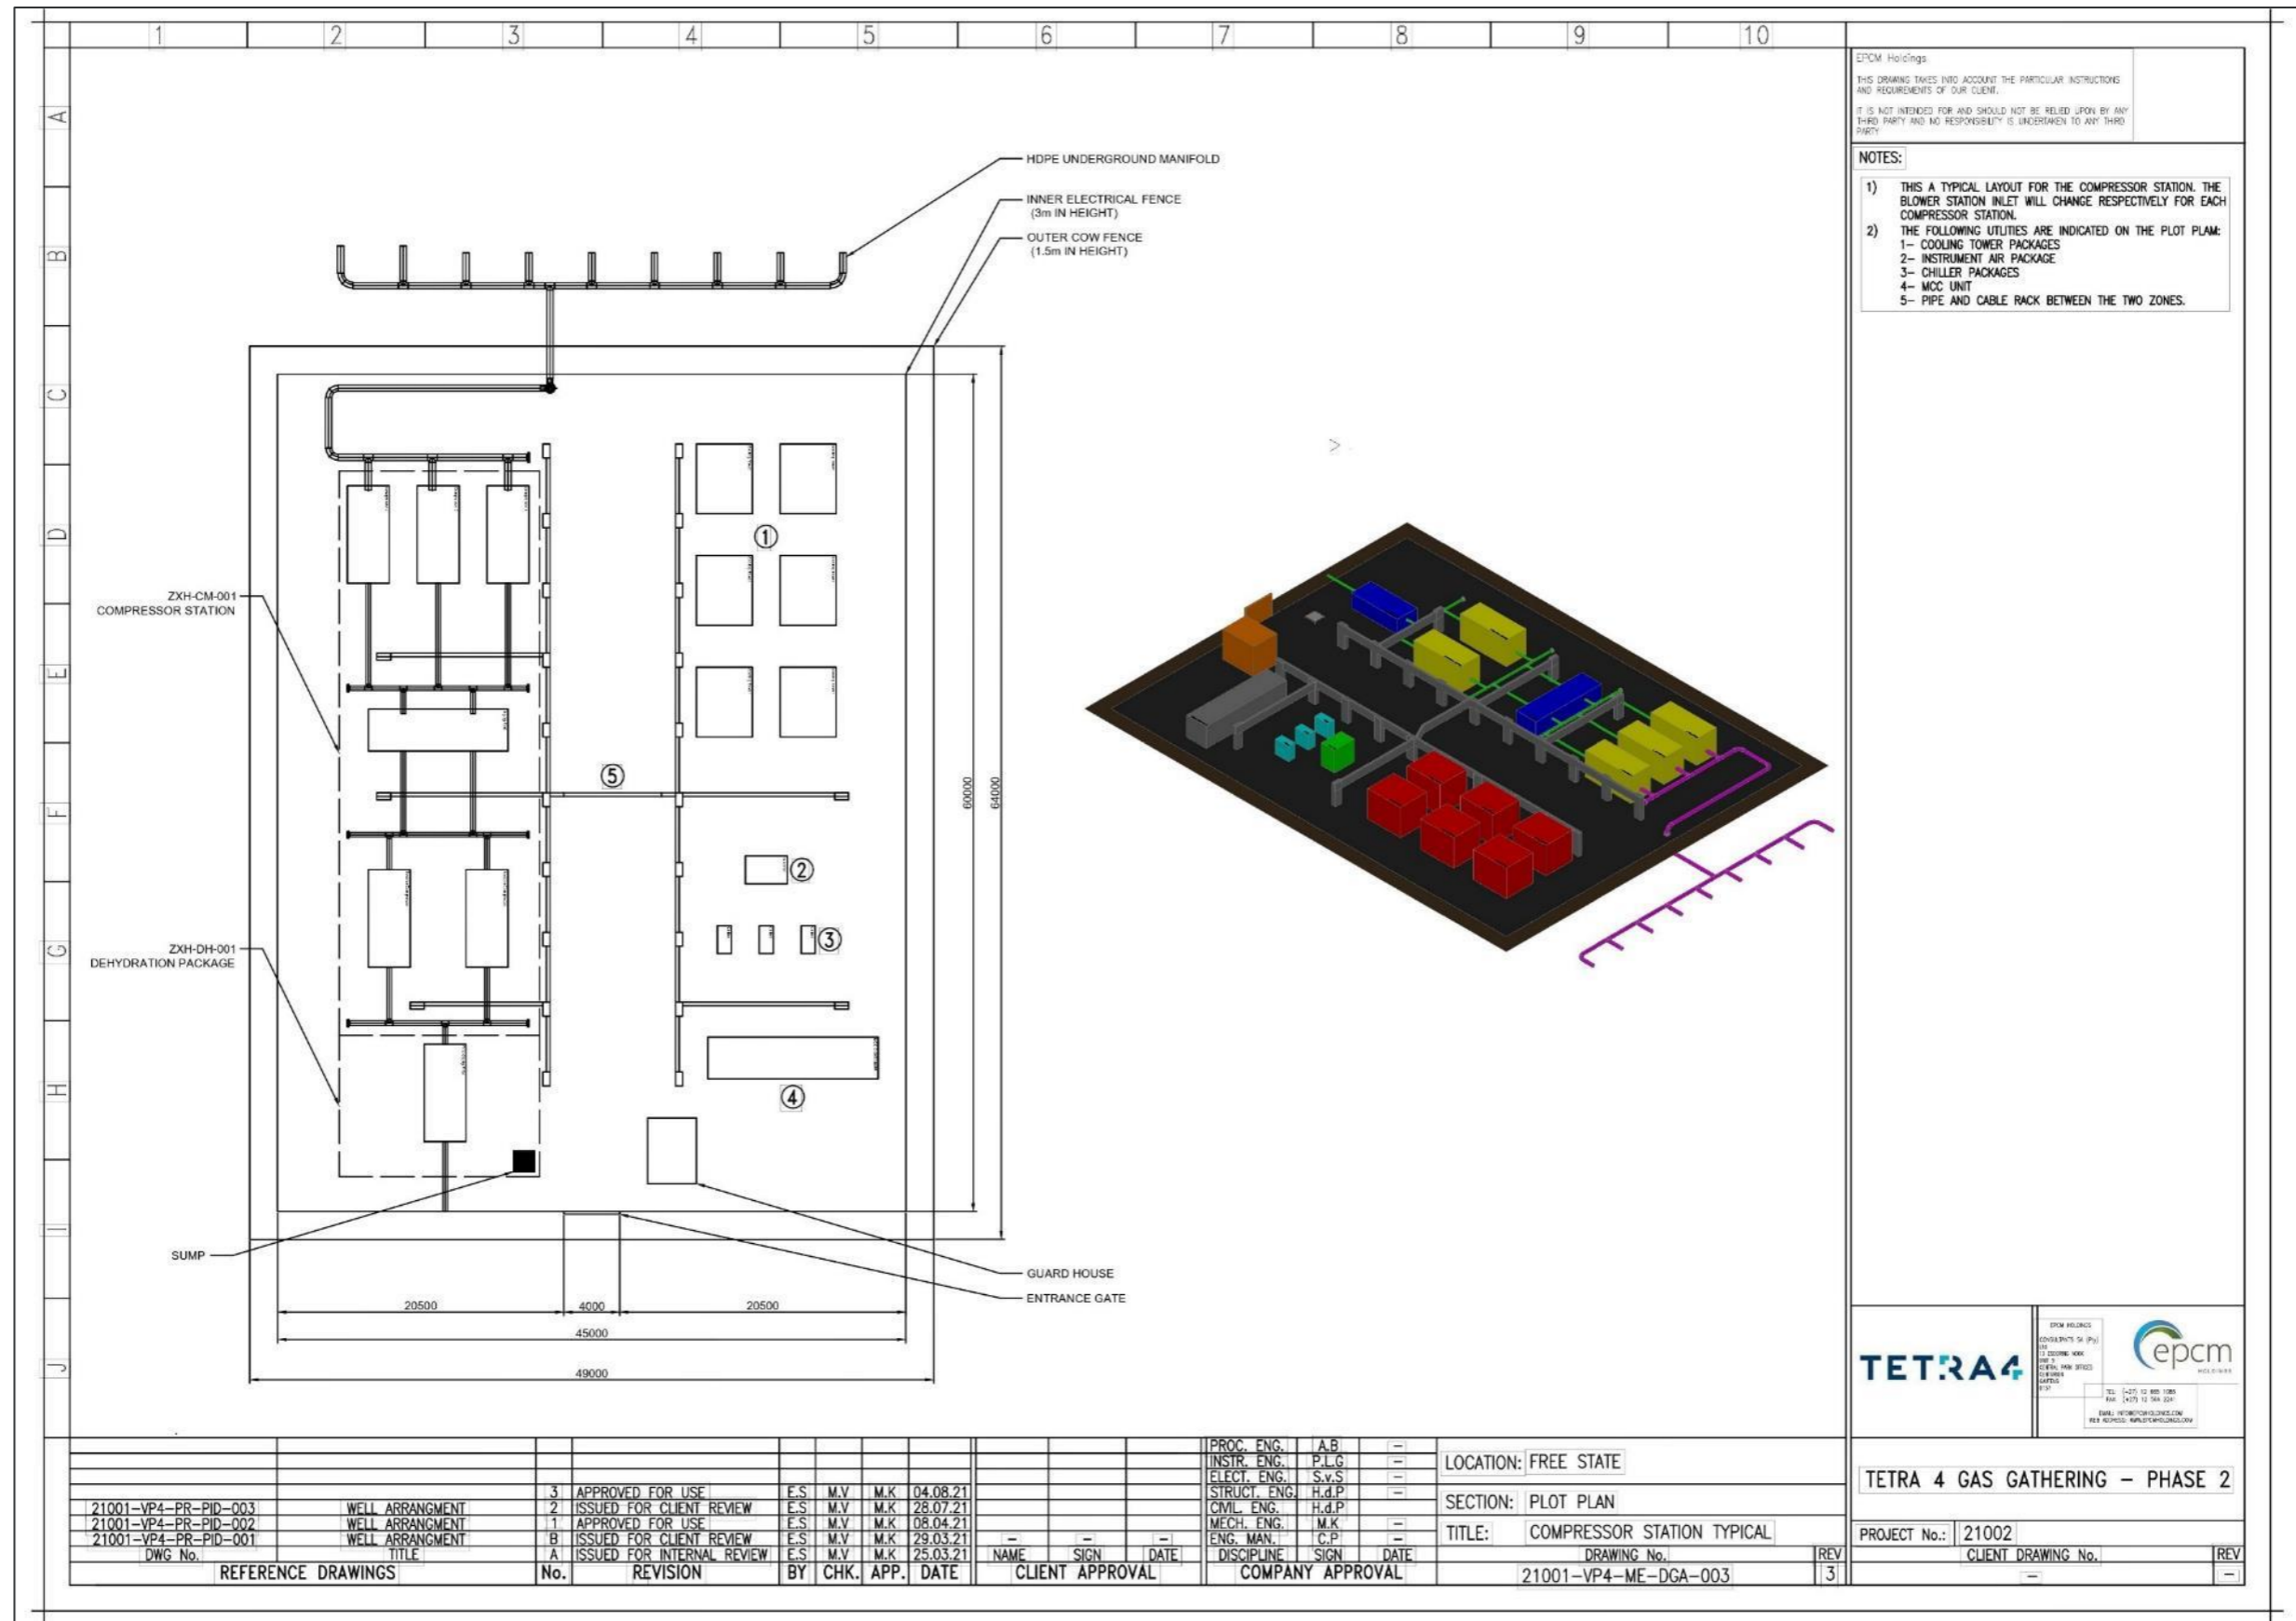 1 2 3 4 5 6 7 8 9 10
A
B
C
D
E
F
G
H
I
J
HDPE UNDERGROUND MANIFOLD
INNER ELECTRICAL FENCE
(3m IN HEIGHT)
OUTER COW FENCE
(1.5m IN HEIGHT)
ZXH-CM-001
COMPRESSOR STATION
ZXH-DH-001
DEHYDRATION PACKAGE
SUMP
GUARD HOUSE
ENTRANCE GATE
1
2
3
4
5
60000
64000
20500 4000 20500
45000
49000
>
EPCM Holdings
THIS DRAWING TAKES INTO ACCOUNT THE PARTICULAR INSTRUCTIONS
AND REQUIREMENTS OF OUR CLIENT.
IT IS NOT INTENDED FOR AND SHOULD NOT BE RELIED UPON BY ANY
THIRD PARTY AND NO RESPONSIBILITY IS UNDERTAKEN TO ANY THIRD
PARTY
NOTES:
1) THIS A TYPICAL LAYOUT FOR THE COMPRESSOR STATION. THE
BLOWER STATION INLET WILL CHANGE RESPECTIVELY FOR EACH
COMPRESSOR STATION.
2) THE FOLLOWING UTLITIES ARE INDICATED ON THE PLOT PLAM:
1- COOLING TOWER PACKAGES
2- INSTRUMENT AIR PACKAGE
3- CHILLER PACKAGES
4- MCC UNIT
5- PIPE AND CABLE RACK BETWEEN THE TWO ZONES.
TETRA4
EPCM HOLDINGS
epcm
HOLDINGS
TETRA 4 GAS GATHERING - PHASE 2
PROJECT No.: 21002
CLIENT DRAWING No. REV
- -
3 APPROVED FOR USE E.S M.V M.K 04.08.21
21001-VP4-PR-PID-003 WELL ARRANGMENT 2 ISSUED FOR CLIENT REVIEW E.S M.V M.K 28.07.21
21001-VP4-PR-PID-002 WELL ARRANGMENT 1 APPROVED FOR USE E.S M.V M.K 08.04.21
21001-VP4-PR-PID-001 WELL ARRANGMENT B ISSUED FOR CLIENT REVIEW E.S M.V M.K 29.03.21
DWG No. TITLE A ISSUED FOR INTERNAL REVIEW E.S M.V M.K 25.03.21
REFERENCE DRAWINGS No. REVISION BY CHK. APP. DATE
- - -
NAME SIGN DATE
CLIENT APPROVAL
PROC. ENG. A.B -
INSTR. ENG. P.L.G -
ELECT. ENG. S.v.S -
STRUCT. ENG. H.d.P -
CIVIL. ENG. H.d.P
MECH. ENG. M.K -
ENG. MAN. C.P -
DISCIPLINE SIGN DATE
COMPANY APPROVAL
LOCATION: FREE STATE
SECTION: PLOT PLAN
TITLE: COMPRESSOR STATION TYPICAL
DRAWING No. REV
21001-VP4-ME-DGA-003 3